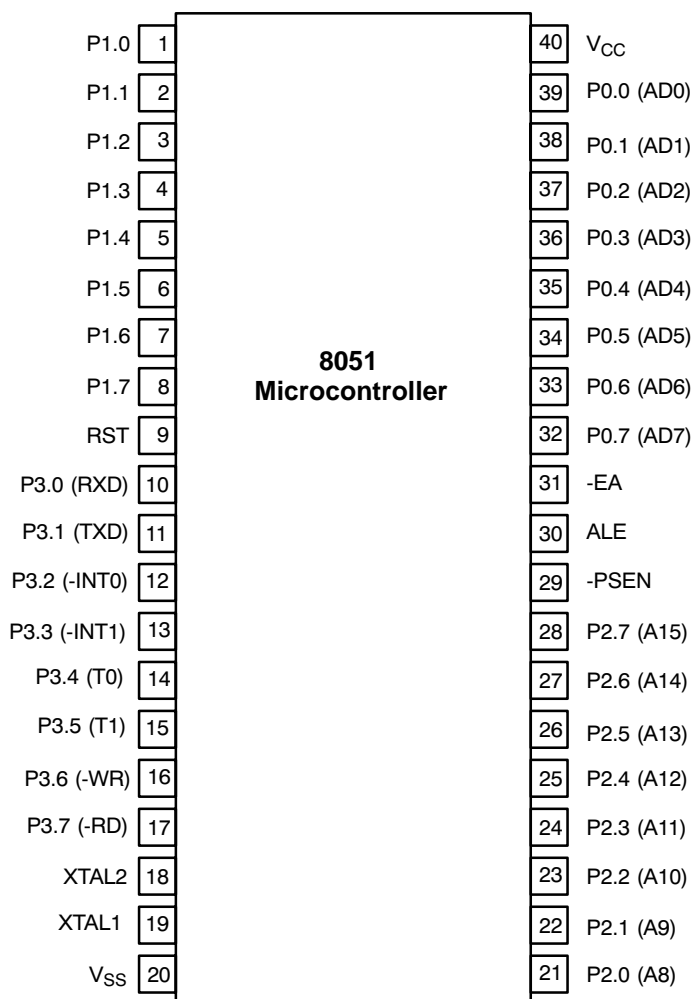 P1.0 1 40 VCC
P1.1 2 39 P0.0 (AD0)
P1.2 3 38 P0.1 (AD1)
P1.3 4 37 P0.2 (AD2)
P1.4 5 36 P0.3 (AD3)
P1.5 6 35 P0.4 (AD4)
P1.6 7 34 P0.5 (AD5)
8051
Microcontroller
P1.7 8 33 P0.6 (AD6)
RST 9 32 P0.7 (AD7)
P3.0 (RXD) 10 31 -EA
P3.1 (TXD) 11 30 ALE
P3.2 (-INT0) 12 29 -PSEN
P3.3 (-INT1) 13 28 P2.7 (A15)
P3.4 (T0) 14 27 P2.6 (A14)
P3.5 (T1) 15 26 P2.5 (A13)
P3.6 (-WR) 16 25 P2.4 (A12)
P3.7 (-RD) 17 24 P2.3 (A11)
XTAL2 18 23 P2.2 (A10)
XTAL1 19 22 P2.1 (A9)
VSS 20 21 P2.0 (A8)